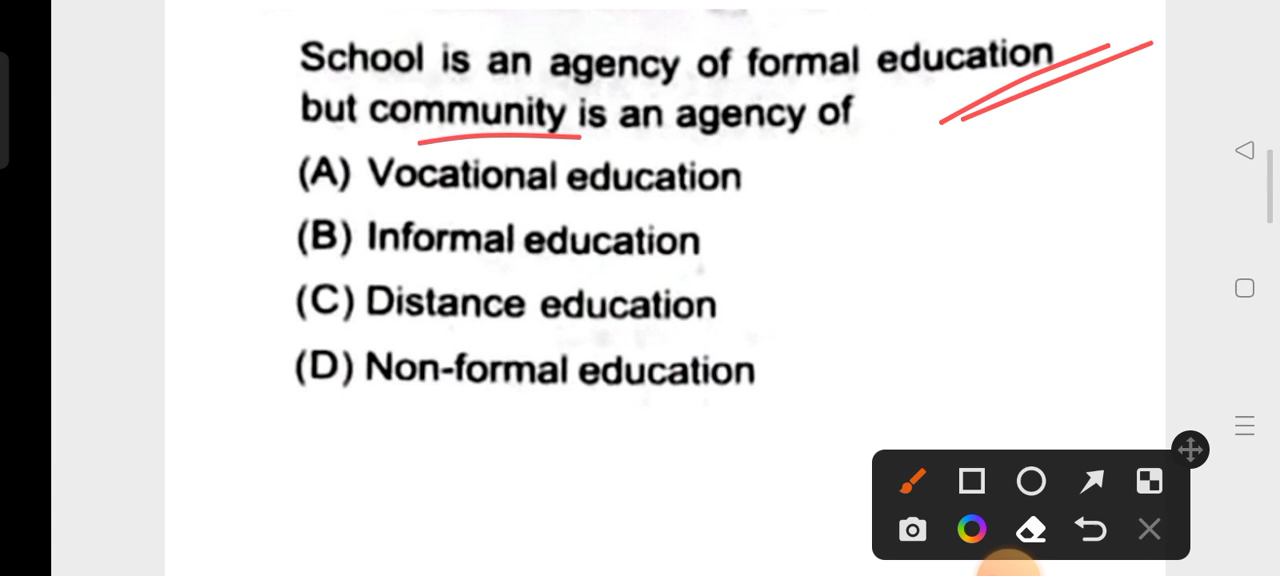 School is an agency of formal education
but community is an agency of
(A) Vocational education
(B) Informal education
(C) Distance education
(D) Non-formal education